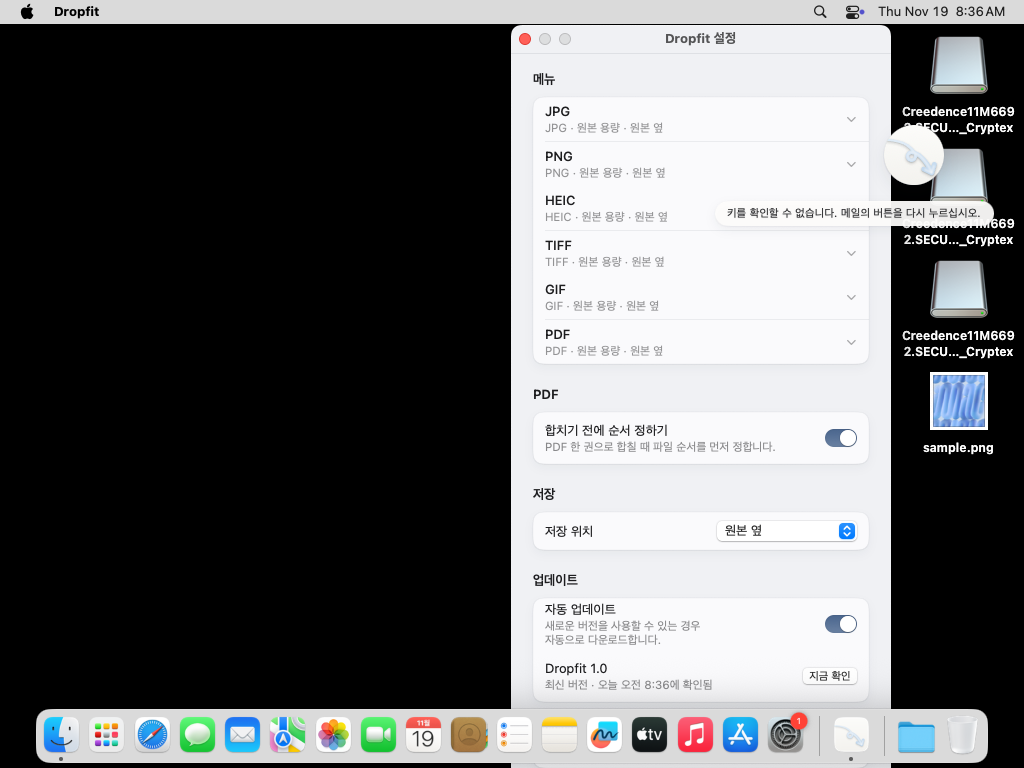 Dropfit
Thu Nov 19 8:36 AM
Dropfit 설정
메뉴
JPG
JPG · 원본 용량 · 원본 옆
PNG
PNG · 원본 용량 · 원본 옆
HEIC
HEIC · 원본 용량 · 원본 옆
TIFF
TIFF · 원본 용량 · 원본 옆
GIF
GIF · 원본 용량 · 원본 옆
PDF
PDF · 원본 용량 · 원본 옆
PDF
합치기 전에 순서 정하기
PDF 한 권으로 합칠 때 파일 순서를 먼저 정합니다.
저장
저장 위치
원본 옆
업데이트
자동 업데이트
새로운 버전을 사용할 수 있는 경우
자동으로 다운로드합니다.
Dropfit 1.0
최신 버전 · 오늘 오전 8:36에 확인됨
지금 확인
키를 확인할 수 없습니다. 메일의 버튼을 다시 누르십시오.
Creedence11M669
2.SECU..._Cryptex
Creedence11M669
2.SECU..._Cryptex
Creedence11M669
2.SECU..._Cryptex
sample.png
11월
19
tv
1